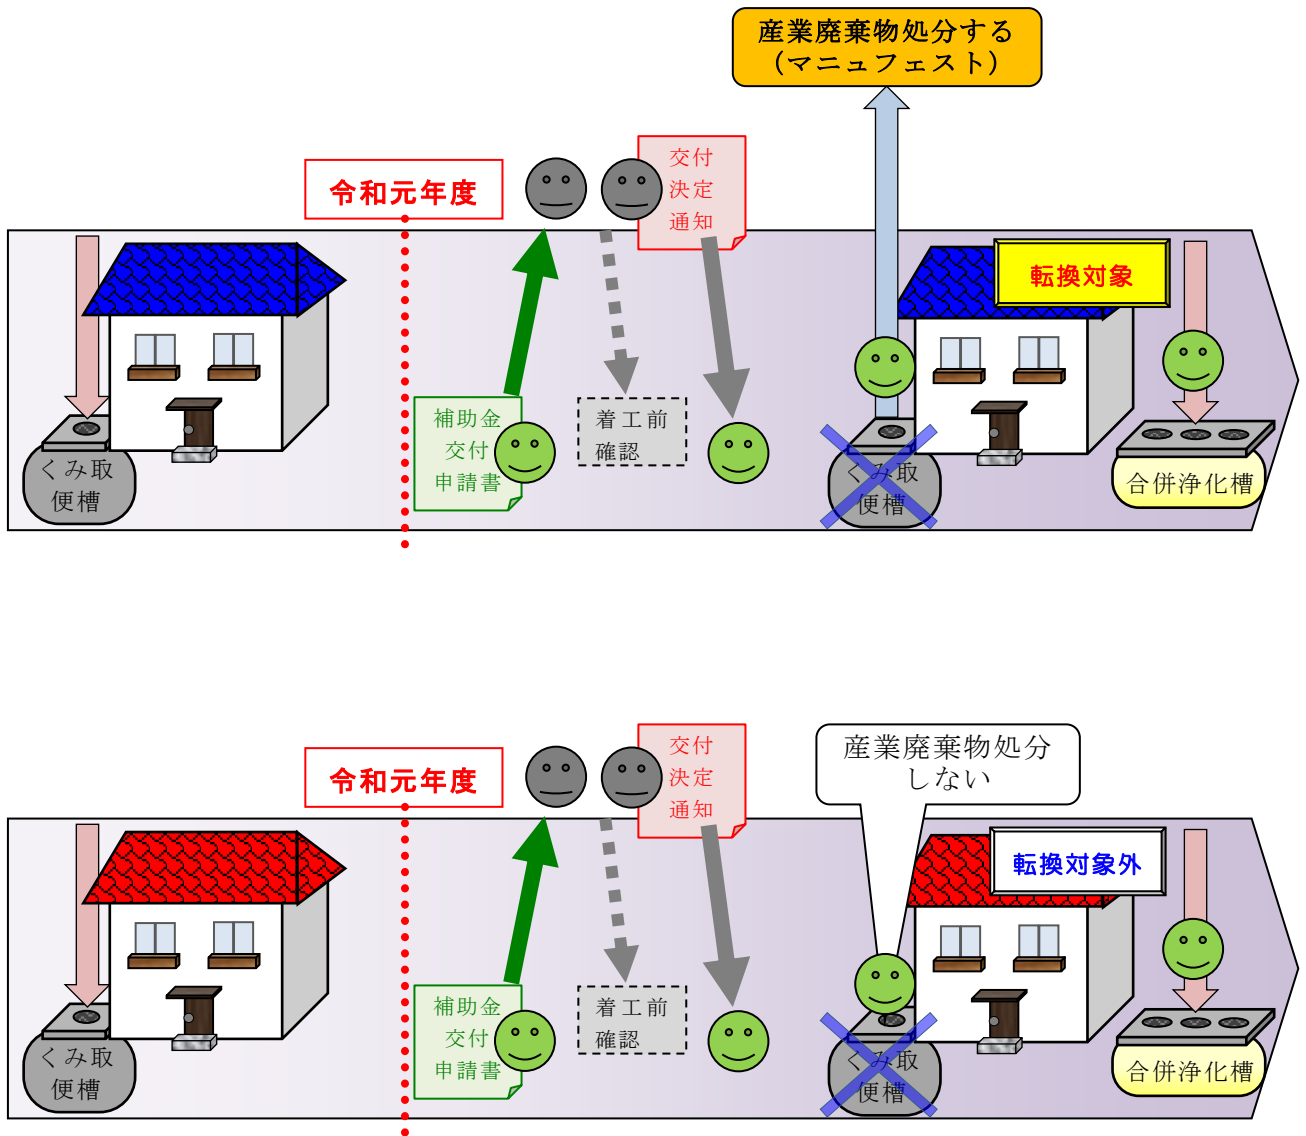 産業廃棄物処分する
（マニュフェスト）
令和元年度
交付
決定
通知
転換対象
補助金
交付
申請書
着工前
確認
くみ取
便槽
くみ取
便槽
合併浄化槽
令和元年度
交付
決定
通知
産業廃棄物処分
しない
転換対象外
補助金
交付
申請書
着工前
確認
くみ取
便槽
くみ取
便槽
合併浄化槽